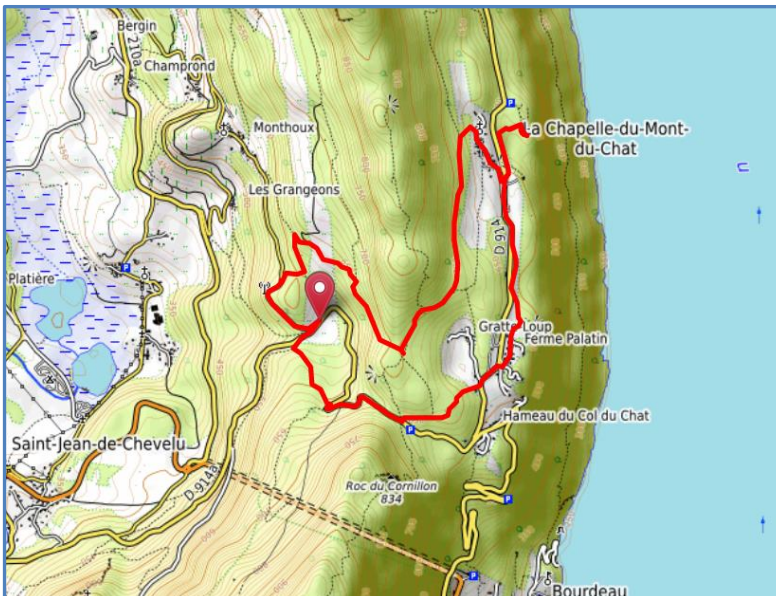 Bergin
210a
Champrond
Monthoux
La Chapelle-du-Mont-
du-Chat
Les Grangeons
D 914
Platière
Gratte Loup
Ferme Palatin
Hameau du Col du Chat
Saint-Jean-de-Chevelu
D 914a
Roc du Cornillon
834
Bourdeau